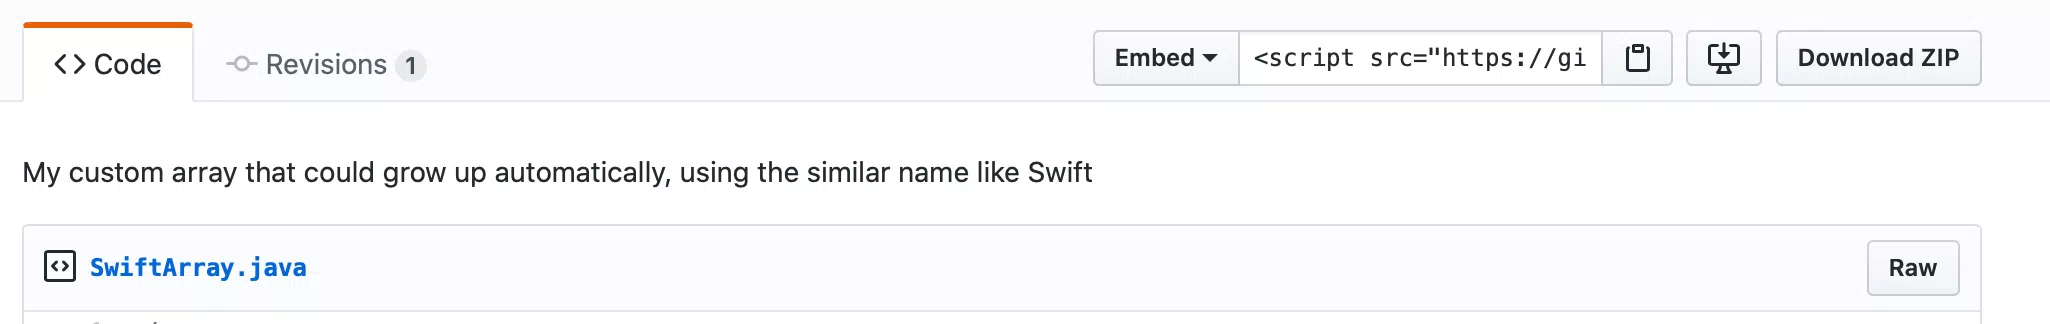 Code Revisions 1 Embed <script src="https://gi Download ZIP
My custom array that could grow up automatically, using the similar name like Swift
SwiftArray.java Raw